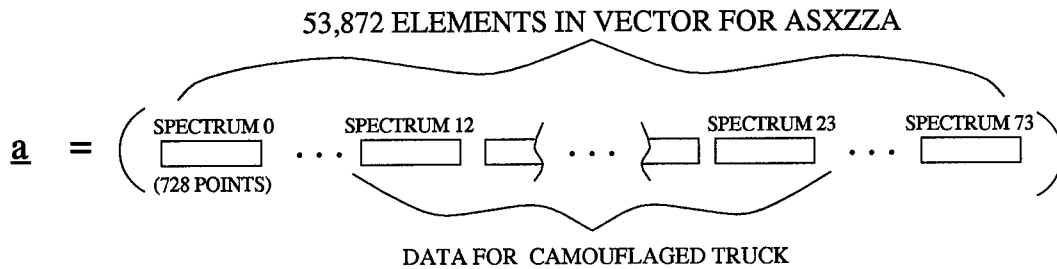 53,872 ELEMENTS IN VECTOR FOR ASXZZA
SPECTRUM 0 SPECTRUM 12 SPECTRUM 23 SPECTRUM 73
a = ( ... ... ... )
(728 POINTS)
DATA FOR CAMOUFLAGED TRUCK